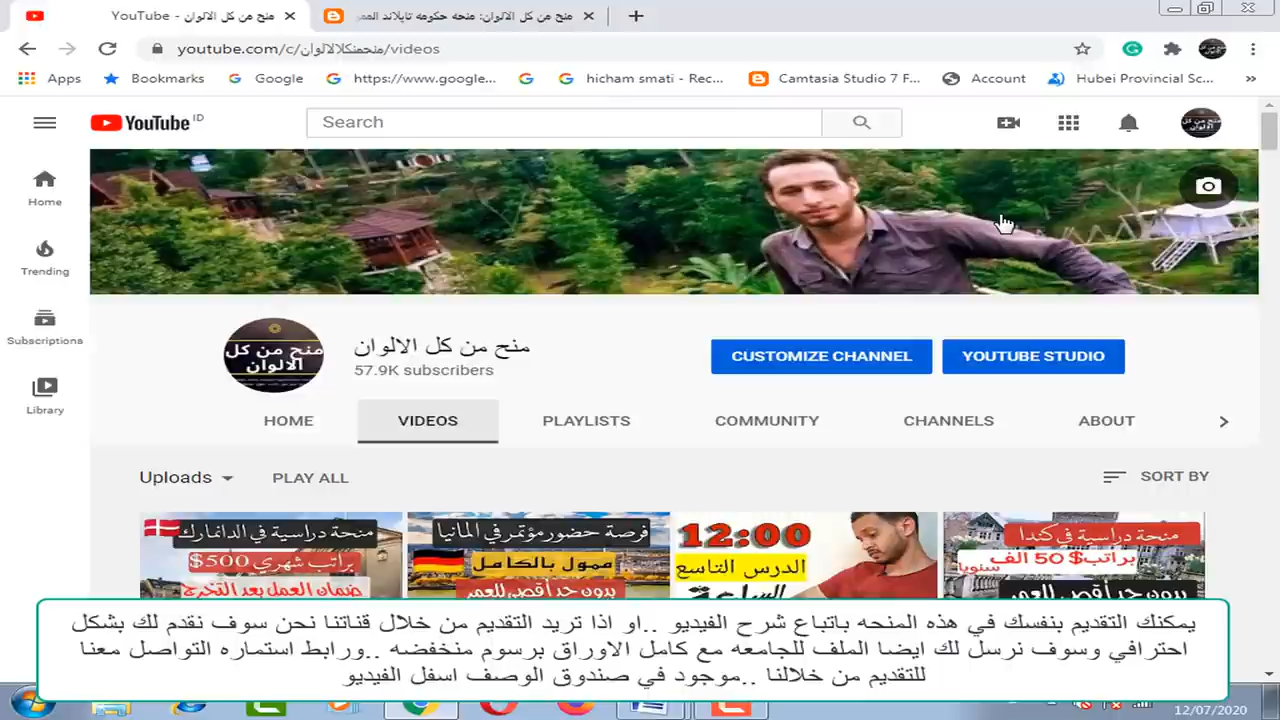 منح من كل الالوان - YouTube
منح من كل الالوان: منحه حكومه تايلاند الممو
youtube.com/c/منحمنكلالالوان/videos
Apps
Bookmarks
Google
https://www.google...
hicham smati - Rec...
Camtasia Studio 7 F...
Account
Hubei Provincial Sc...
YouTube ID
Search
Home
Trending
Subscriptions
Library
منح من كل
الالوان
منح من كل الالوان
57.9K subscribers
CUSTOMIZE CHANNEL
YOUTUBE STUDIO
HOME
VIDEOS
PLAYLISTS
COMMUNITY
CHANNELS
ABOUT
Uploads
PLAY ALL
SORT BY
منحة دراسية في الدانمارك
براتب شهري 500$
ضمان العمل بعد التخرج
فرصة حضور مؤتمر في المانيا
ممول بالكامل
بدون حد أقصى للعمر
12:00
الدرس التاسع
الساعة
منحة دراسية في كندا
براتب$ 50 الف سنويا
بدون حد أقصى للعمر
يمكنك التقديم بنفسك في هذه المنحه باتباع شرح الفيديو ..او اذا تريد التقديم من خلال قناتنا نحن سوف نقدم لك بشكل
احترافي وسوف نرسل لك ايضا الملف للجامعه مع كامل الاوراق برسوم منخفضه ..ورابط استماره التواصل معنا
للتقديم من خلالنا ..موجود في صندوق الوصف اسفل الفيديو
12/07/2020